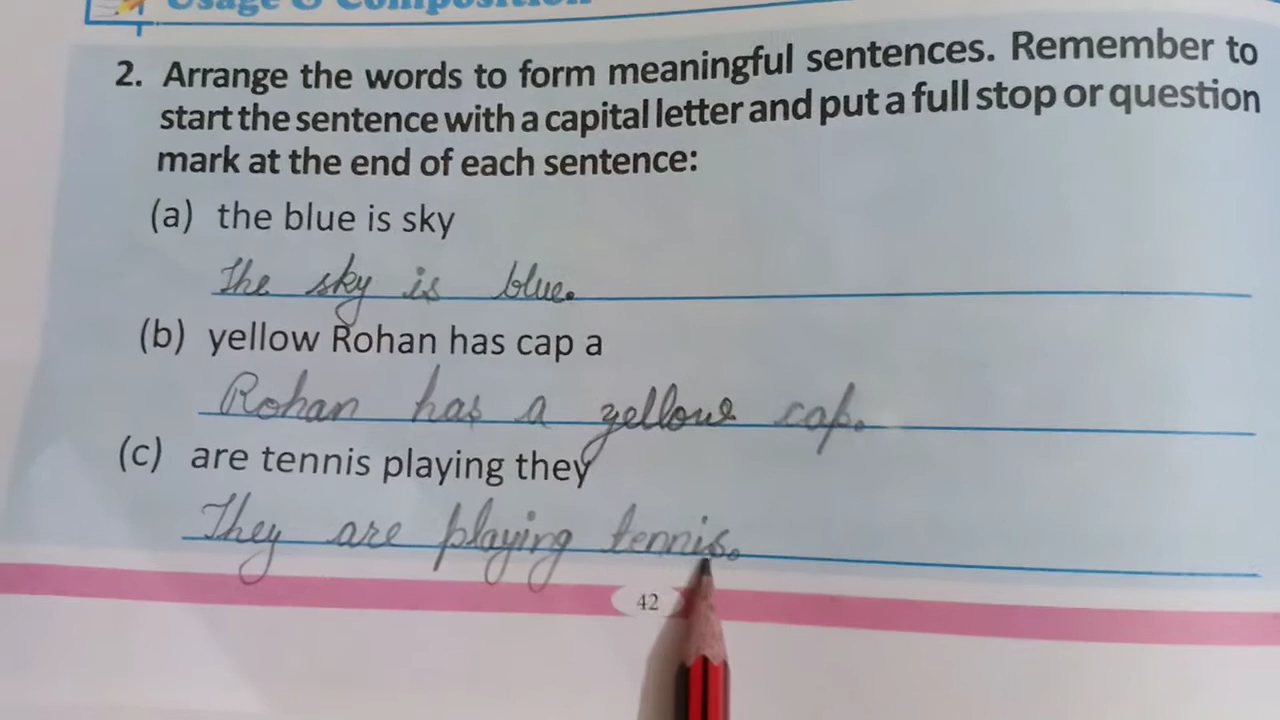 Usage & Composition
2. Arrange the words to form meaningful sentences. Remember to
start the sentence with a capital letter and put a full stop or question
mark at the end of each sentence:
(a) the blue is sky
The sky is blue.
(b) yellow Rohan has cap a
Rohan has a yellow cap.
(c) are tennis playing they
They are playing tennis.
42